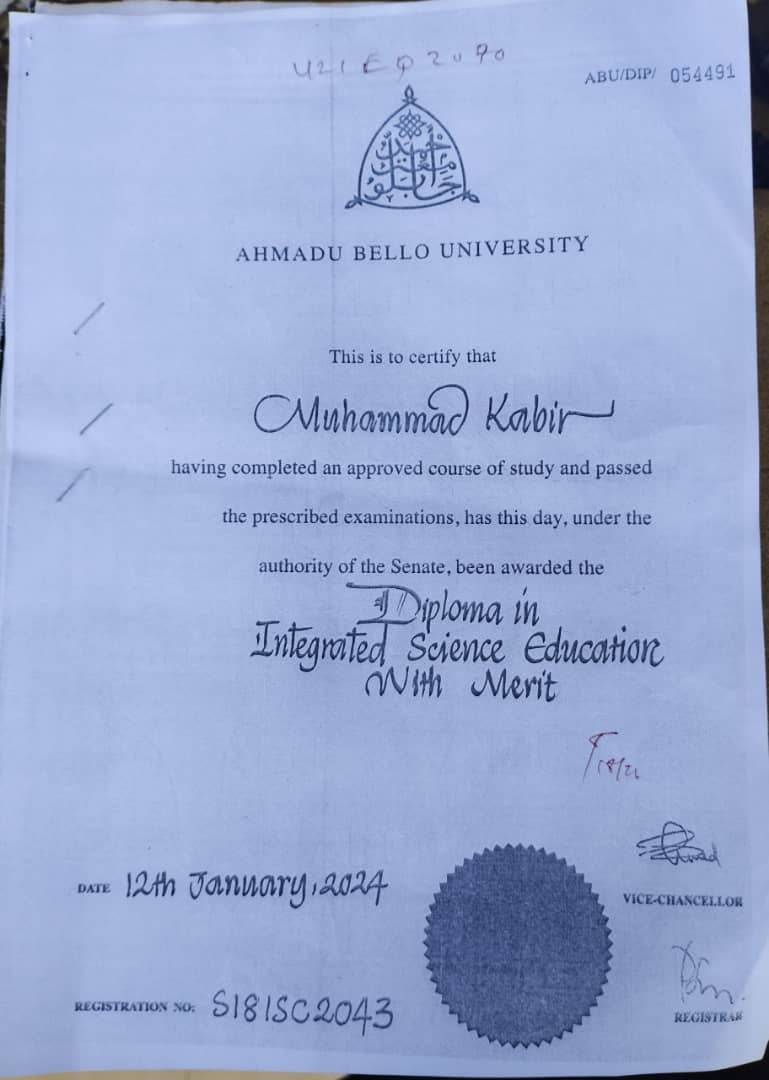 U21EQ2090
ABU/DIP/ 054491
AHMADU BELLO UNIVERSITY
This is to certify that
Muhammad Kabir
having completed an approved course of study and passed
the prescribed examinations, has this day, under the
authority of the Senate, been awarded the
Diploma in
Integrated Science Education
With Merit
DATE 12th January, 2024
VICE-CHANCELLOR
REGISTRATION NO: S18ISC2043
REGISTRAR